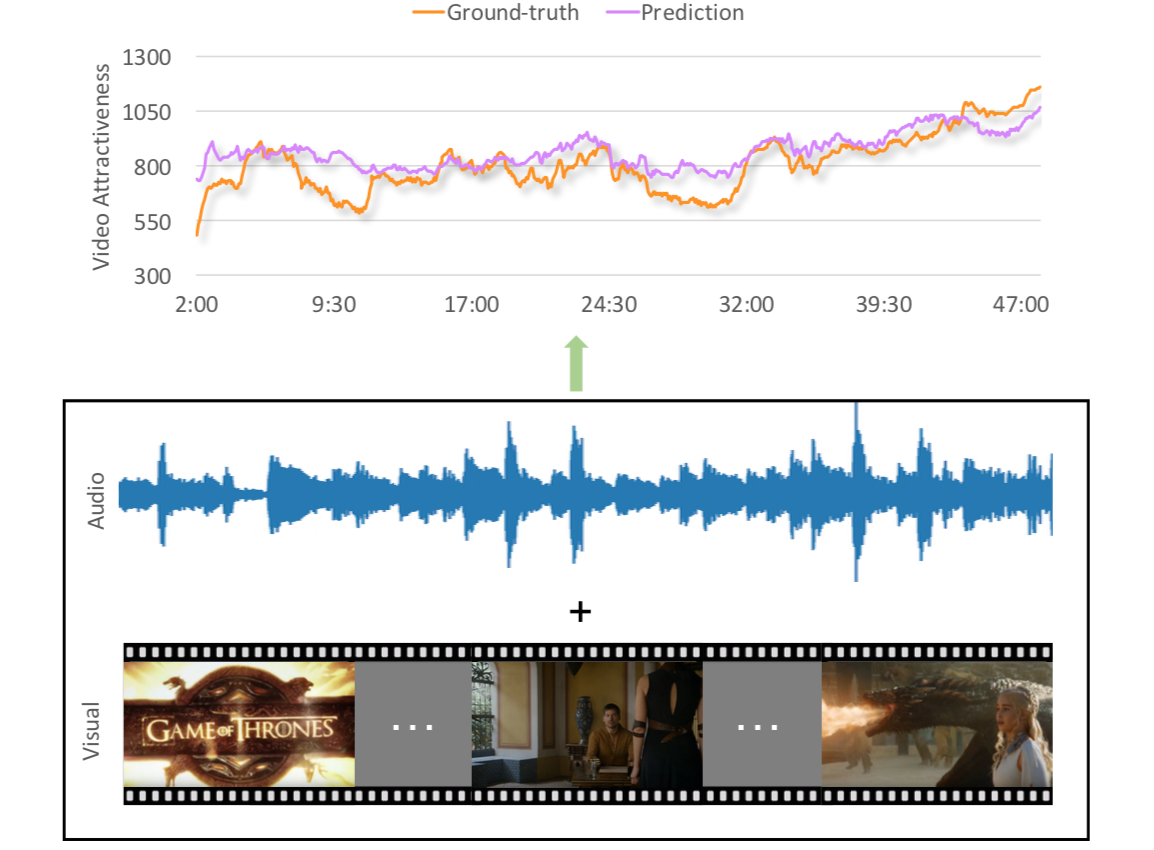 Ground-truth Prediction
1300
1050
800
550
300
Video Attractiveness
2:00 9:30 17:00 24:30 32:00 39:30 47:00
Audio
+
Visual
GAME OF THRONES
...
...